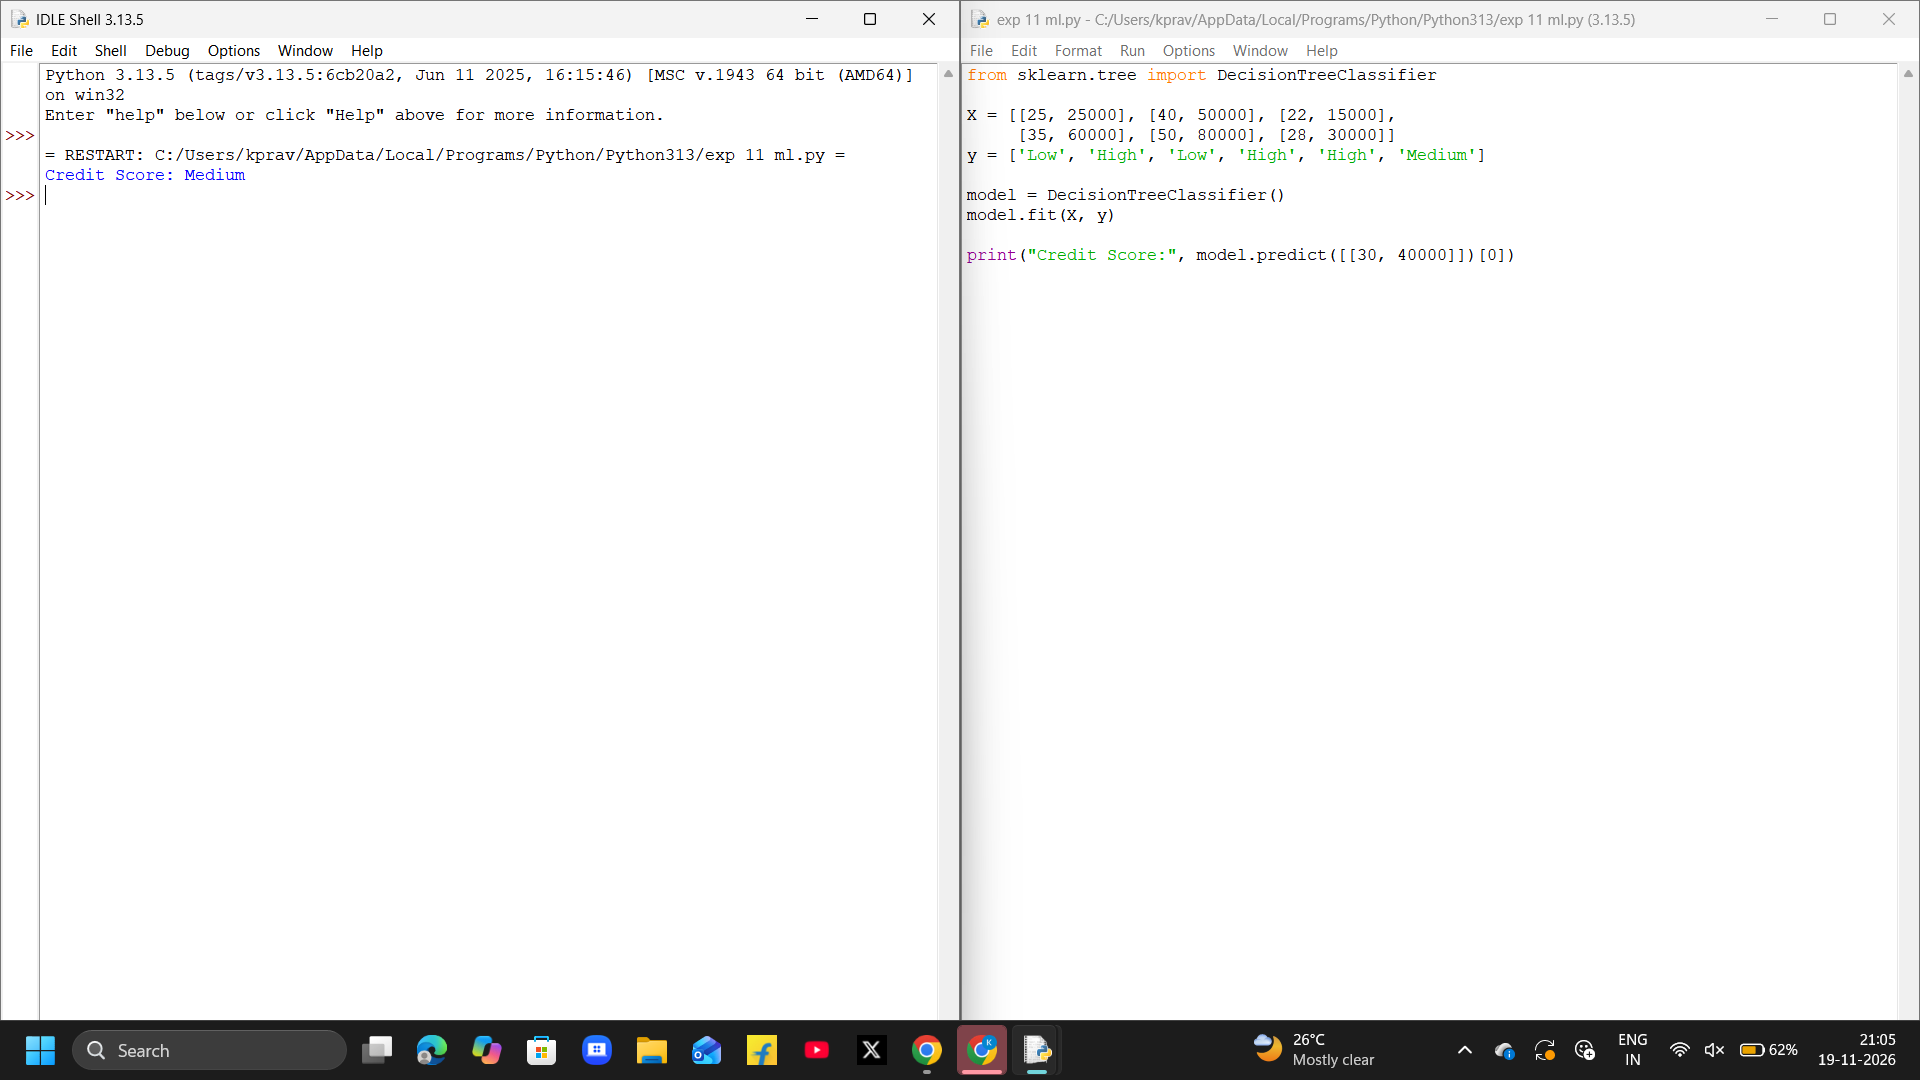 IDLE Shell 3.13.5
File Edit Shell Debug Options Window Help
Python 3.13.5 (tags/v3.13.5:6cb20a2, Jun 11 2025, 16:15:46) [MSC v.1943 64 bit (AMD64)]
on win32
Enter "help" below or click "Help" above for more information.
>>>
= RESTART: C:/Users/kprav/AppData/Local/Programs/Python/Python313/exp 11 ml.py =
Credit Score: Medium
>>>
exp 11 ml.py - C:/Users/kprav/AppData/Local/Programs/Python/Python313/exp 11 ml.py (3.13.5)
File Edit Format Run Options Window Help
from sklearn.tree import DecisionTreeClassifier
X = [[25, 25000], [40, 50000], [22, 15000],
     [35, 60000], [50, 80000], [28, 30000]]
y = ['Low', 'High', 'Low', 'High', 'High', 'Medium']
model = DecisionTreeClassifier()
model.fit(X, y)
print("Credit Score:", model.predict([[30, 40000]])[0])
Search
26°C
Mostly clear
ENG
IN
62%
21:05
19-11-2026